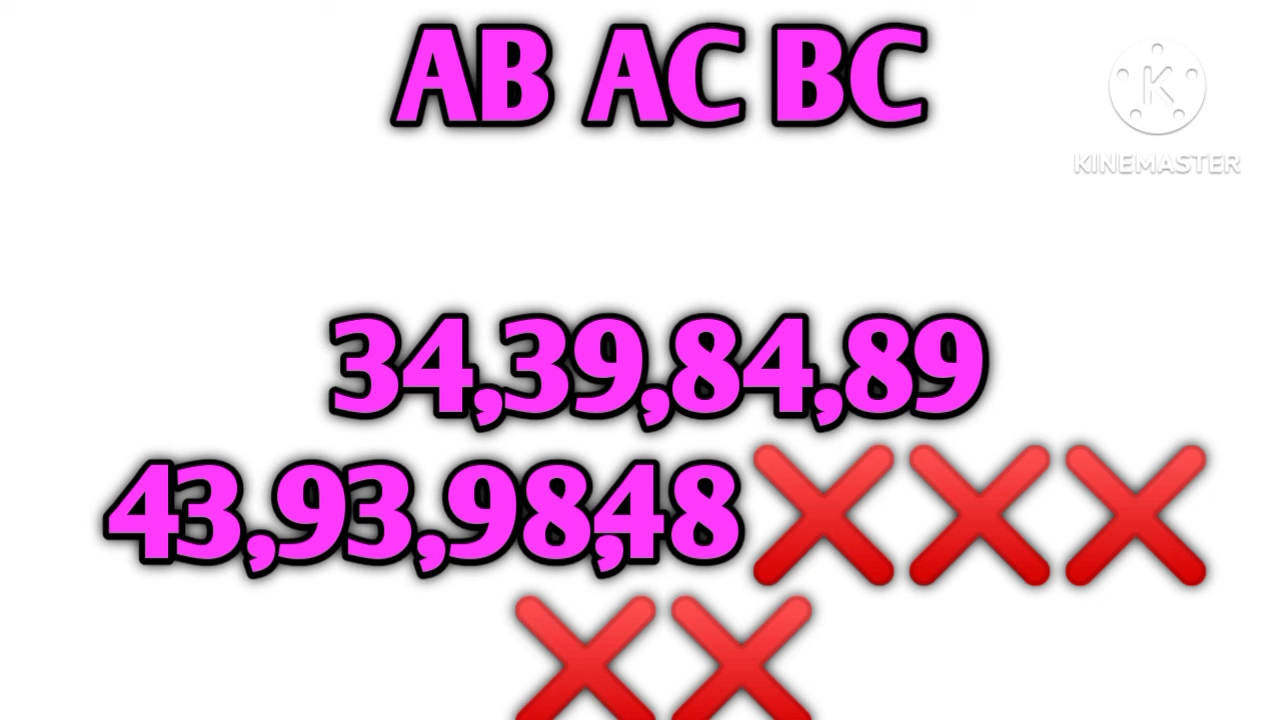 AB AC BC
KINEMASTER
34,39,84,89
43,93,98,48❌❌❌
❌❌